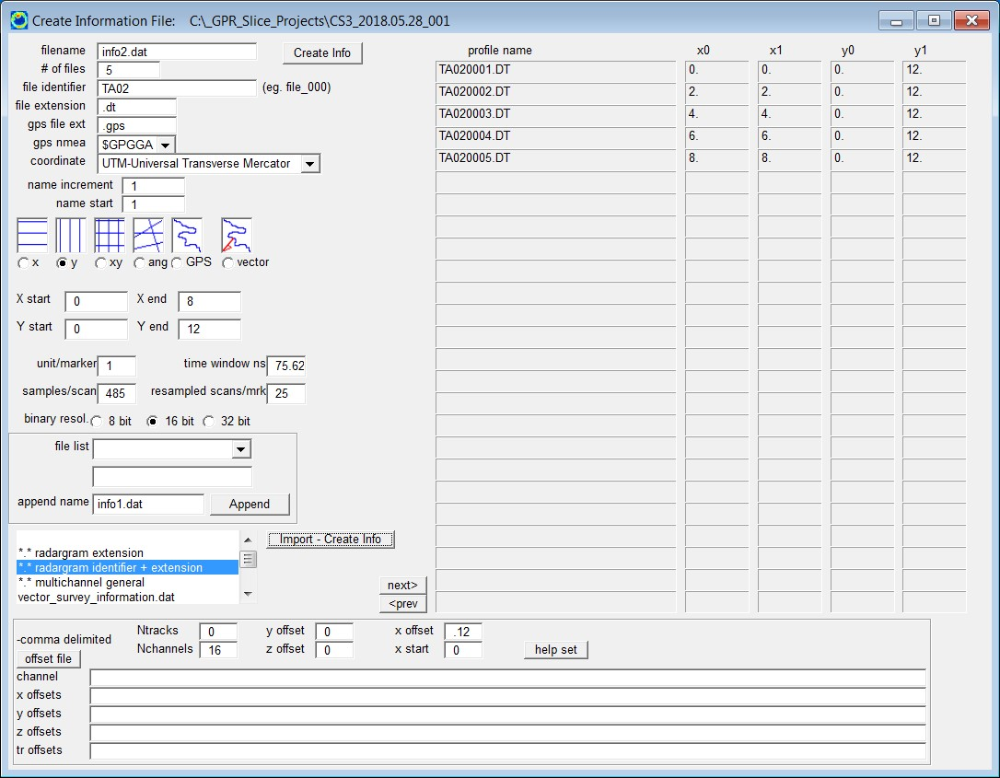 Create Information File: C:\_GPR_Slice_Projects\CS3_2018.05.28_001
filename info2.dat Create Info
# of files 5
file identifier TA02 (eg. file_000)
file extension .dt
gps file ext .gps
gps nmea $GPGGA
coordinate UTM-Universal Transverse Mercator
name increment 1
name start 1
x y xy ang GPS vector
X start 0 X end 8
Y start 0 Y end 12
unit/marker 1 time window ns 75.62
samples/scan 485 resampled scans/mrk 25
binary resol. 8 bit 16 bit 32 bit
file list
append name info1.dat Append
*.* radargram extension
*.* radargram identifier + extension
*.* multichannel general
vector_survey_information.dat
Import - Create Info
next>
<prev
profile name x0 x1 y0 y1
TA020001.DT 0. 0. 0. 12.
TA020002.DT 2. 2. 0. 12.
TA020003.DT 4. 4. 0. 12.
TA020004.DT 6. 6. 0. 12.
TA020005.DT 8. 8. 0. 12.
-comma delimited
offset file
Ntracks 0 y offset 0 x offset .12
Nchannels 16 z offset 0 x start 0 help set
channel
x offsets
y offsets
z offsets
tr offsets